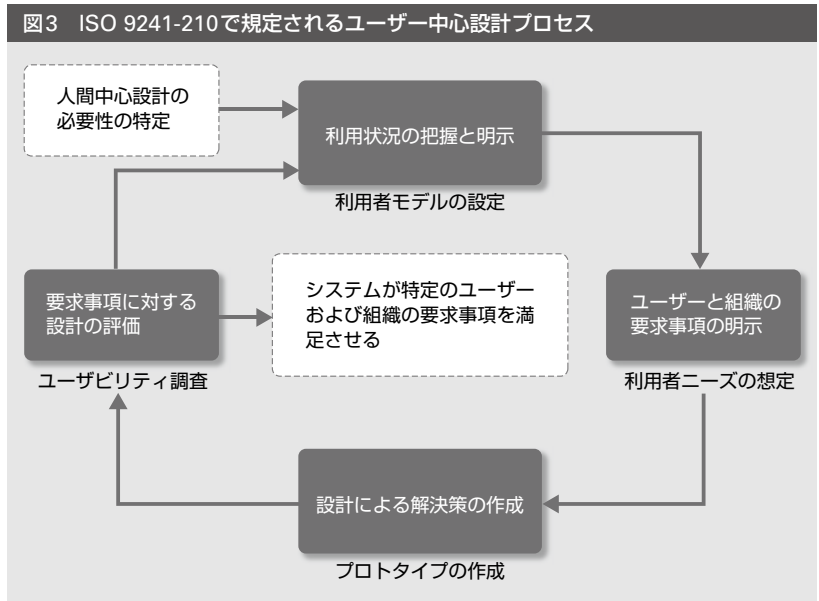 図3 ISO 9241-210で規定されるユーザー中心設計プロセス
人間中心設計の
必要性の特定
利用状況の把握と明示
利用者モデルの設定
要求事項に対する
設計の評価
ユーザビリティ調査
システムが特定のユーザー
および組織の要求事項を満
足させる
ユーザーと組織の
要求事項の明示
利用者ニーズの想定
設計による解決策の作成
プロトタイプの作成